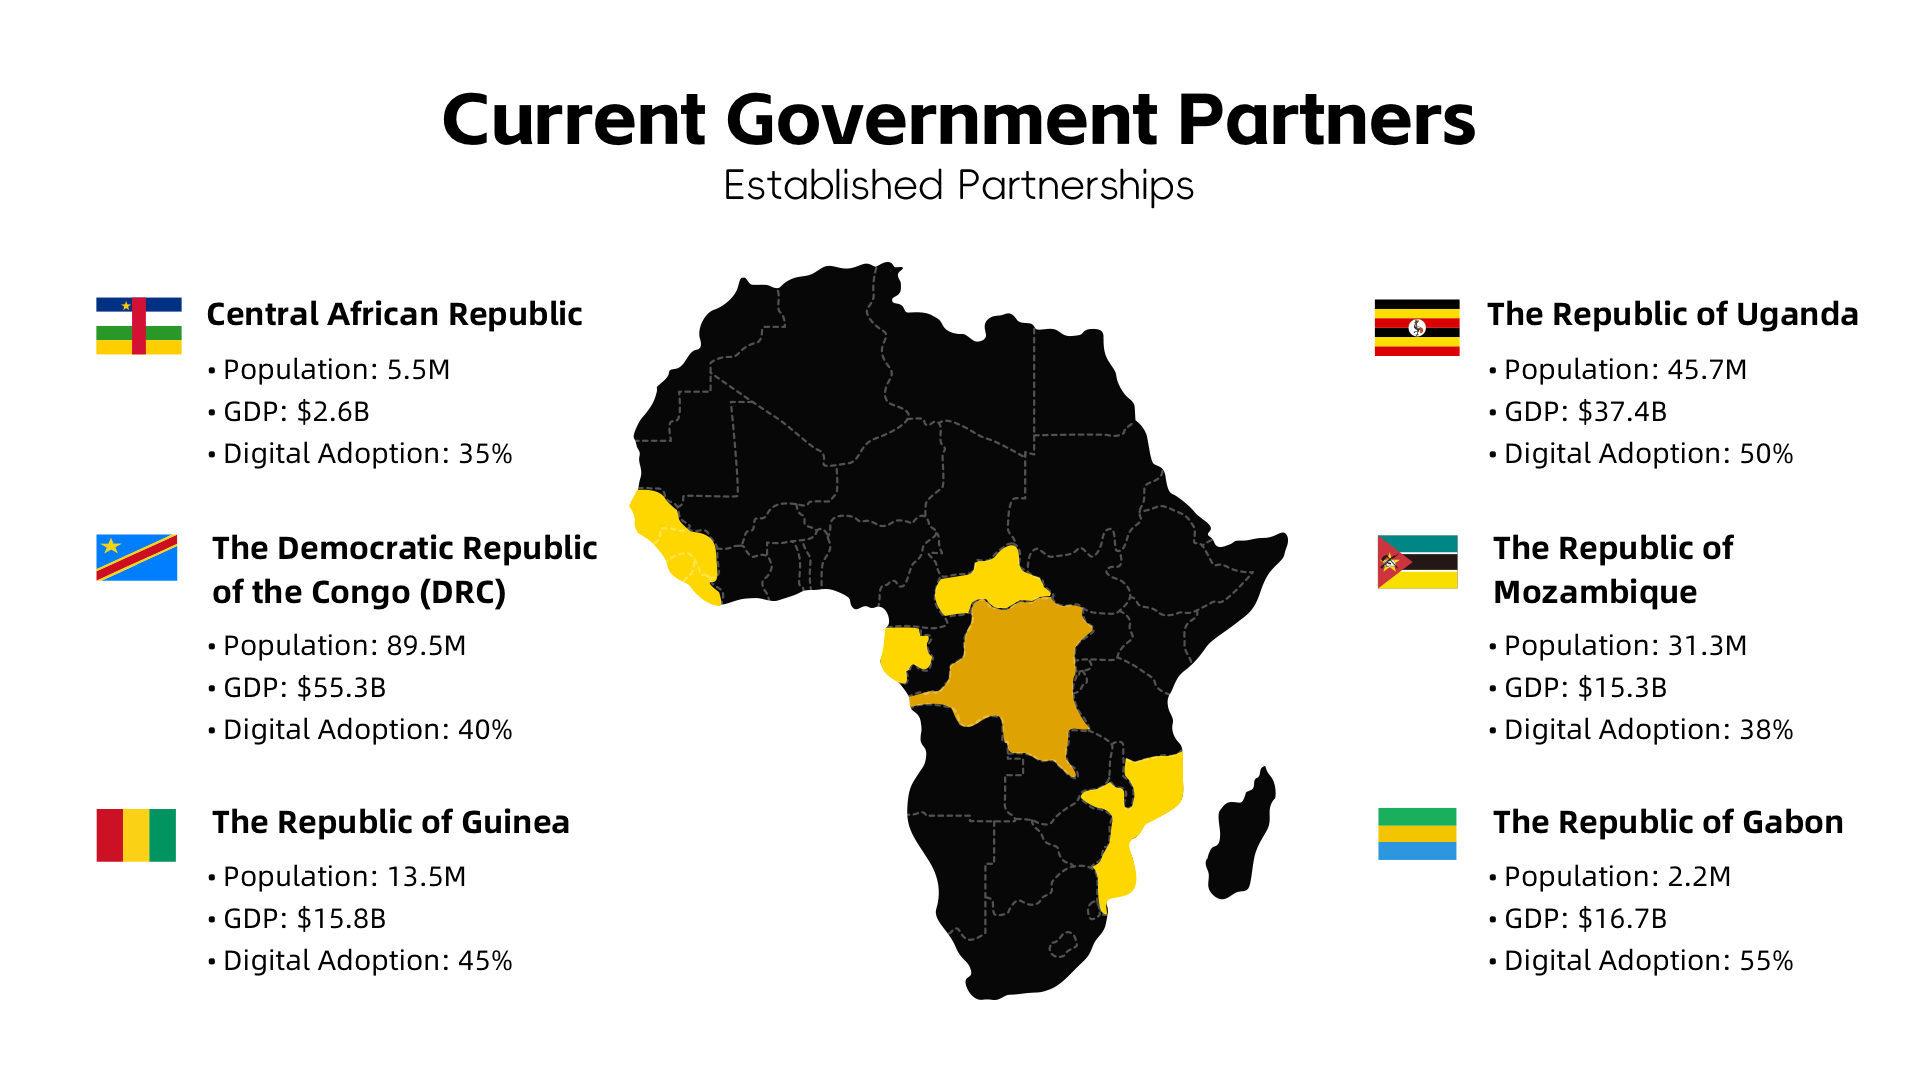 Current Government Partners
Established Partnerships
Central African Republic
• Population: 5.5M
• GDP: $2.6B
• Digital Adoption: 35%
The Democratic Republic
of the Congo (DRC)
• Population: 89.5M
• GDP: $55.3B
• Digital Adoption: 40%
The Republic of Guinea
• Population: 13.5M
• GDP: $15.8B
• Digital Adoption: 45%
The Republic of Uganda
• Population: 45.7M
• GDP: $37.4B
• Digital Adoption: 50%
The Republic of
Mozambique
• Population: 31.3M
• GDP: $15.3B
• Digital Adoption: 38%
The Republic of Gabon
• Population: 2.2M
• GDP: $16.7B
• Digital Adoption: 55%